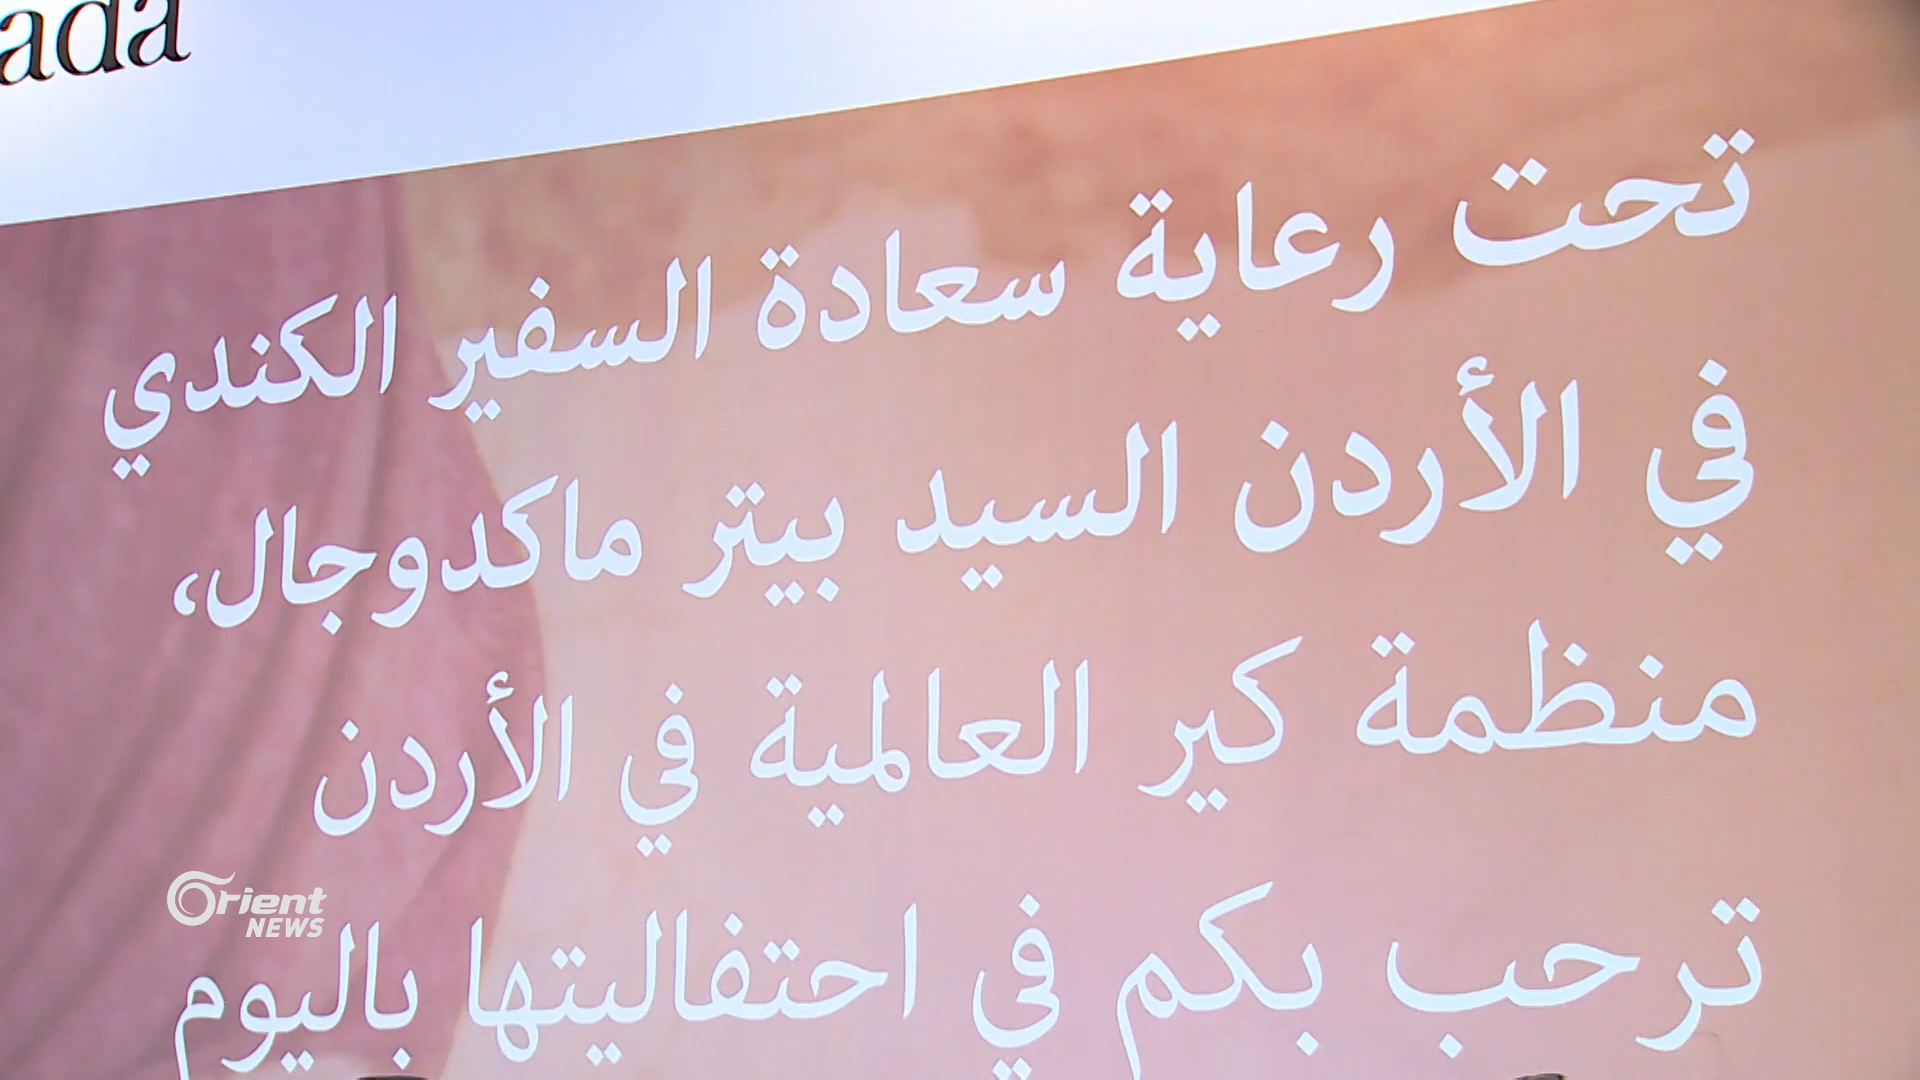 ada
تحت رعاية سعادة السفير الكندي
في الأردن السيد بيتر ماكدوجال،
منظمة كير العالمية في الأردن
ترحب بكم في احتفاليتها باليوم
Orient
NEWS